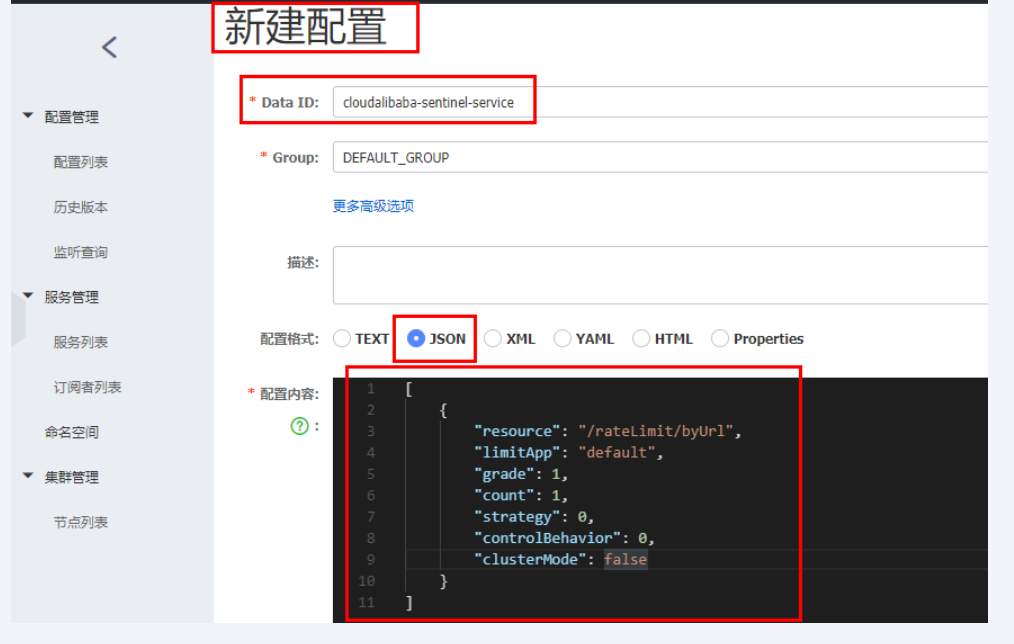 新建配置
配置管理
配置列表
历史版本
监听查询
服务管理
服务列表
订阅者列表
命名空间
集群管理
节点列表
* Data ID: cloudalibaba-sentinel-service
* Group: DEFAULT_GROUP
更多高级选项
描述:
配置格式: TEXT JSON XML YAML HTML Properties
* 配置内容:
? :
1 [
2 {
3 "resource": "/rateLimit/byUrl",
4 "limitApp": "default",
5 "grade": 1,
6 "count": 1,
7 "strategy": 0,
8 "controlBehavior": 0,
9 "clusterMode": false
10 }
11 ]